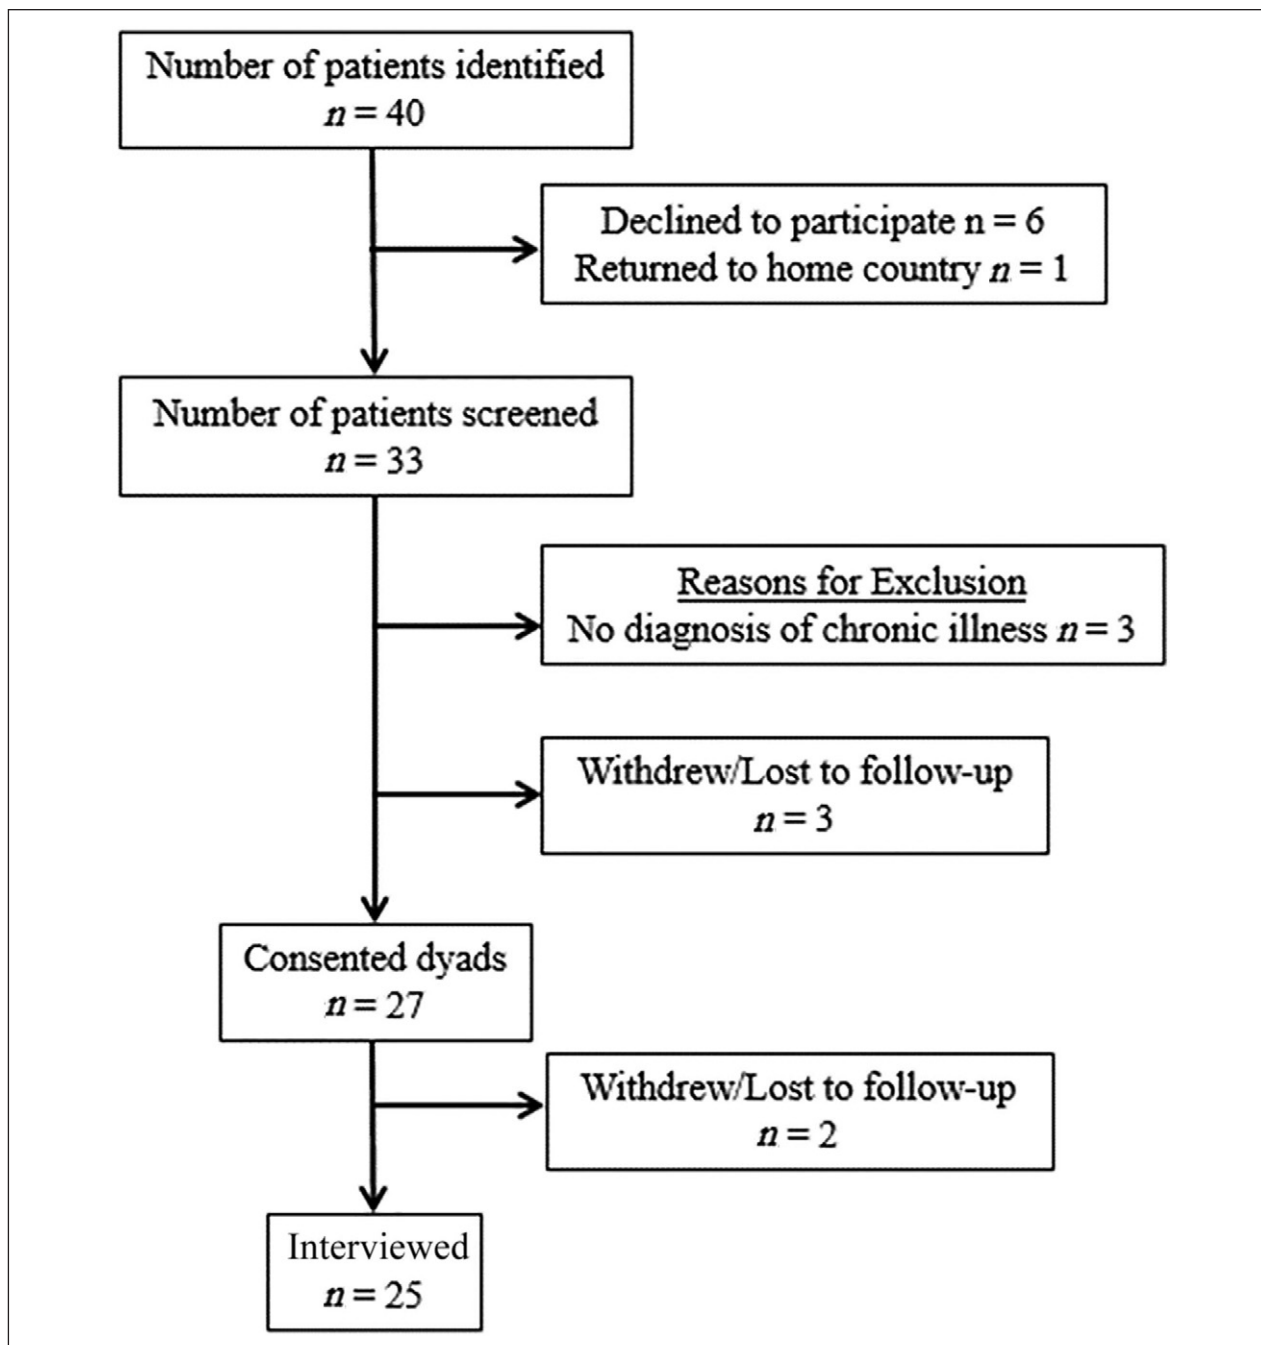 Number of patients identified
n = 40
Declined to participate n = 6
Returned to home country n = 1
Number of patients screened
n = 33
Reasons for Exclusion
No diagnosis of chronic illness n = 3
Withdrew/Lost to follow-up
n = 3
Consented dyads
n = 27
Withdrew/Lost to follow-up
n = 2
Interviewed
n = 25